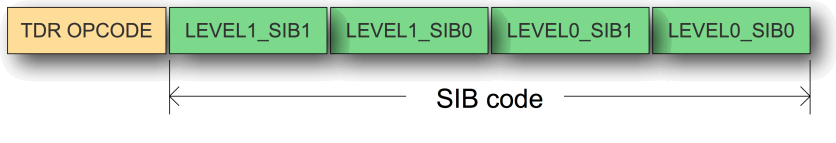 TDR OPCODE LEVEL1_SIB1 LEVEL1_SIB0 LEVEL0_SIB1 LEVEL0_SIB0
SIB code